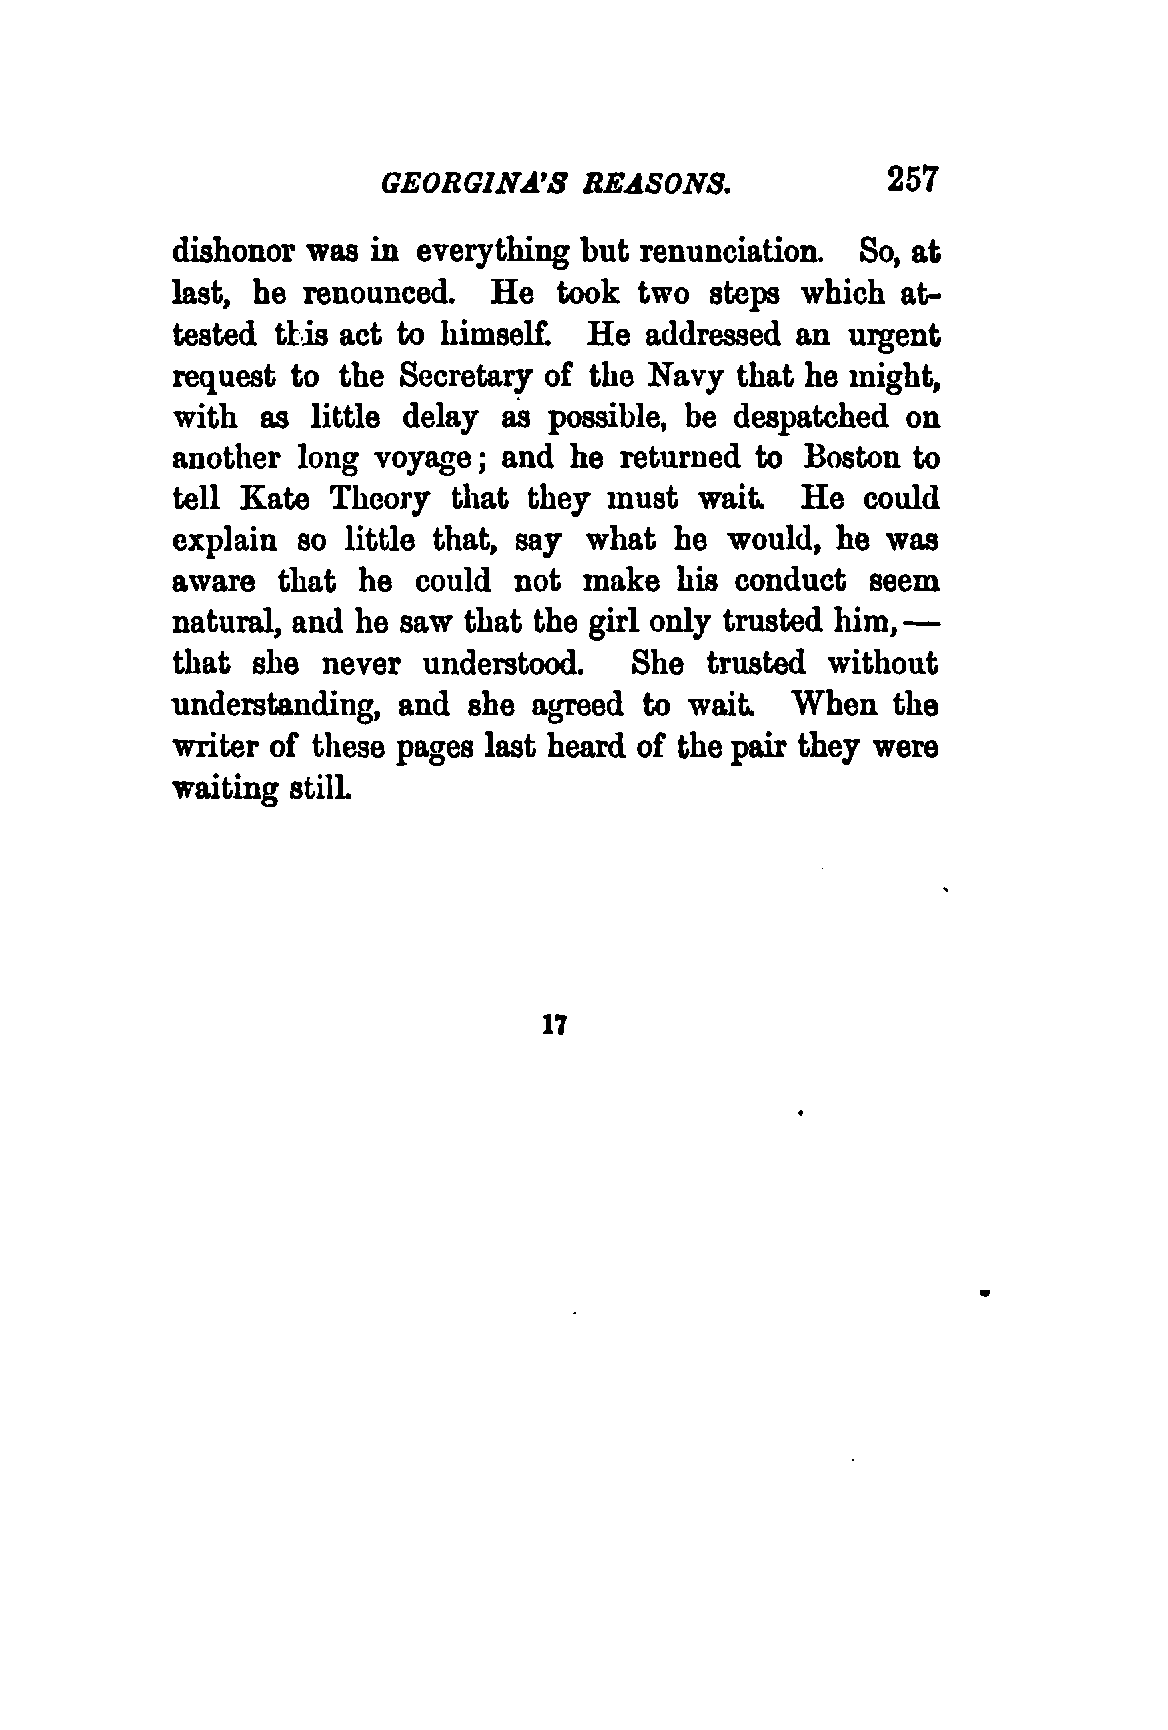 GEORGINA'S REASONS. 257
dishonor was in everything but renunciation. So, at
last, he renounced. He took two steps which at-
tested this act to himself. He addressed an urgent
request to the Secretary of the Navy that he might,
with as little delay as possible, be despatched on
another long voyage; and he returned to Boston to
tell Kate Theory that they must wait. He could
explain so little that, say what he would, he was
aware that he could not make his conduct seem
natural, and he saw that the girl only trusted him,—
that she never understood. She trusted without
understanding, and she agreed to wait. When the
writer of these pages last heard of the pair they were
waiting still.
17